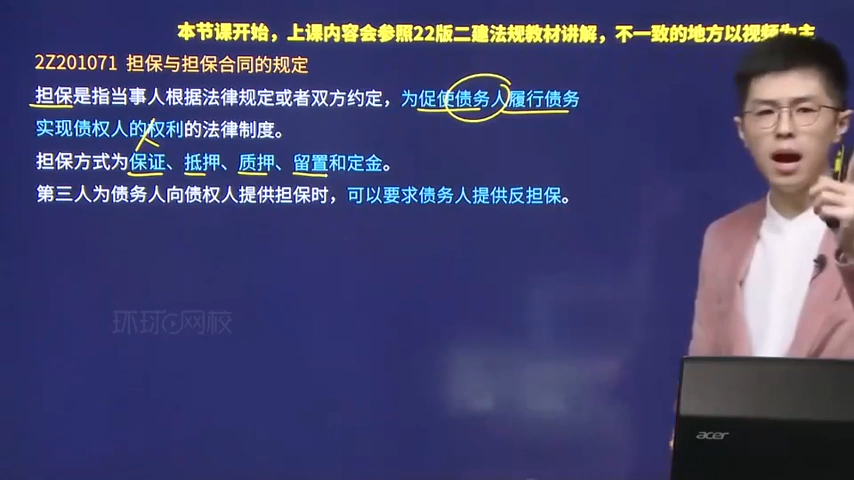 本节课开始，上课内容会参照22版二建法规教材讲解，不一致的地方以视频为主
2Z201071 担保与担保合同的规定
担保是指当事人根据法律规定或者双方约定，为促使债务人履行债务
实现债权人的权利的法律制度。
担保方式为保证、抵押、质押、留置和定金。
第三人为债务人向债权人提供担保时，可以要求债务人提供反担保。
环球网校
acer